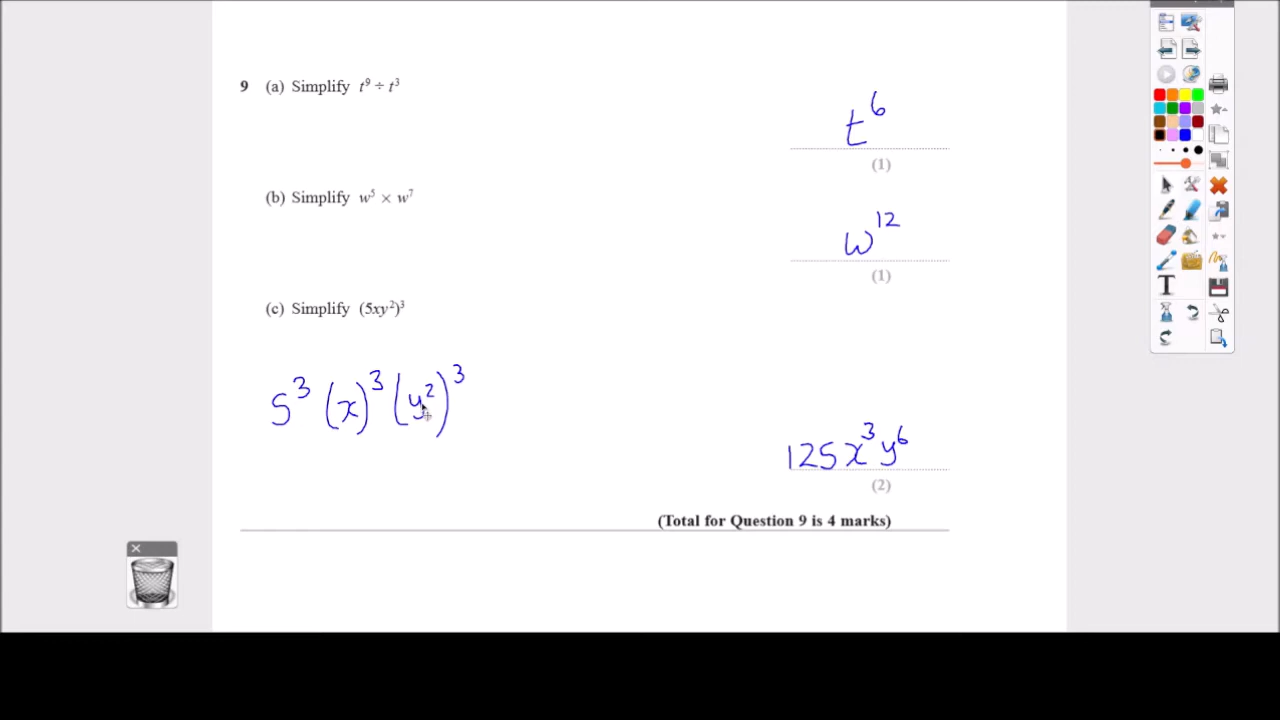 9 (a) Simplify t⁹ ÷ t³
t⁶
(1)
(b) Simplify w⁵ × w⁷
w¹²
(1)
(c) Simplify (5xy²)³
5³ (x)³ (y²)³
125x³y⁶
(2)
(Total for Question 9 is 4 marks)
T